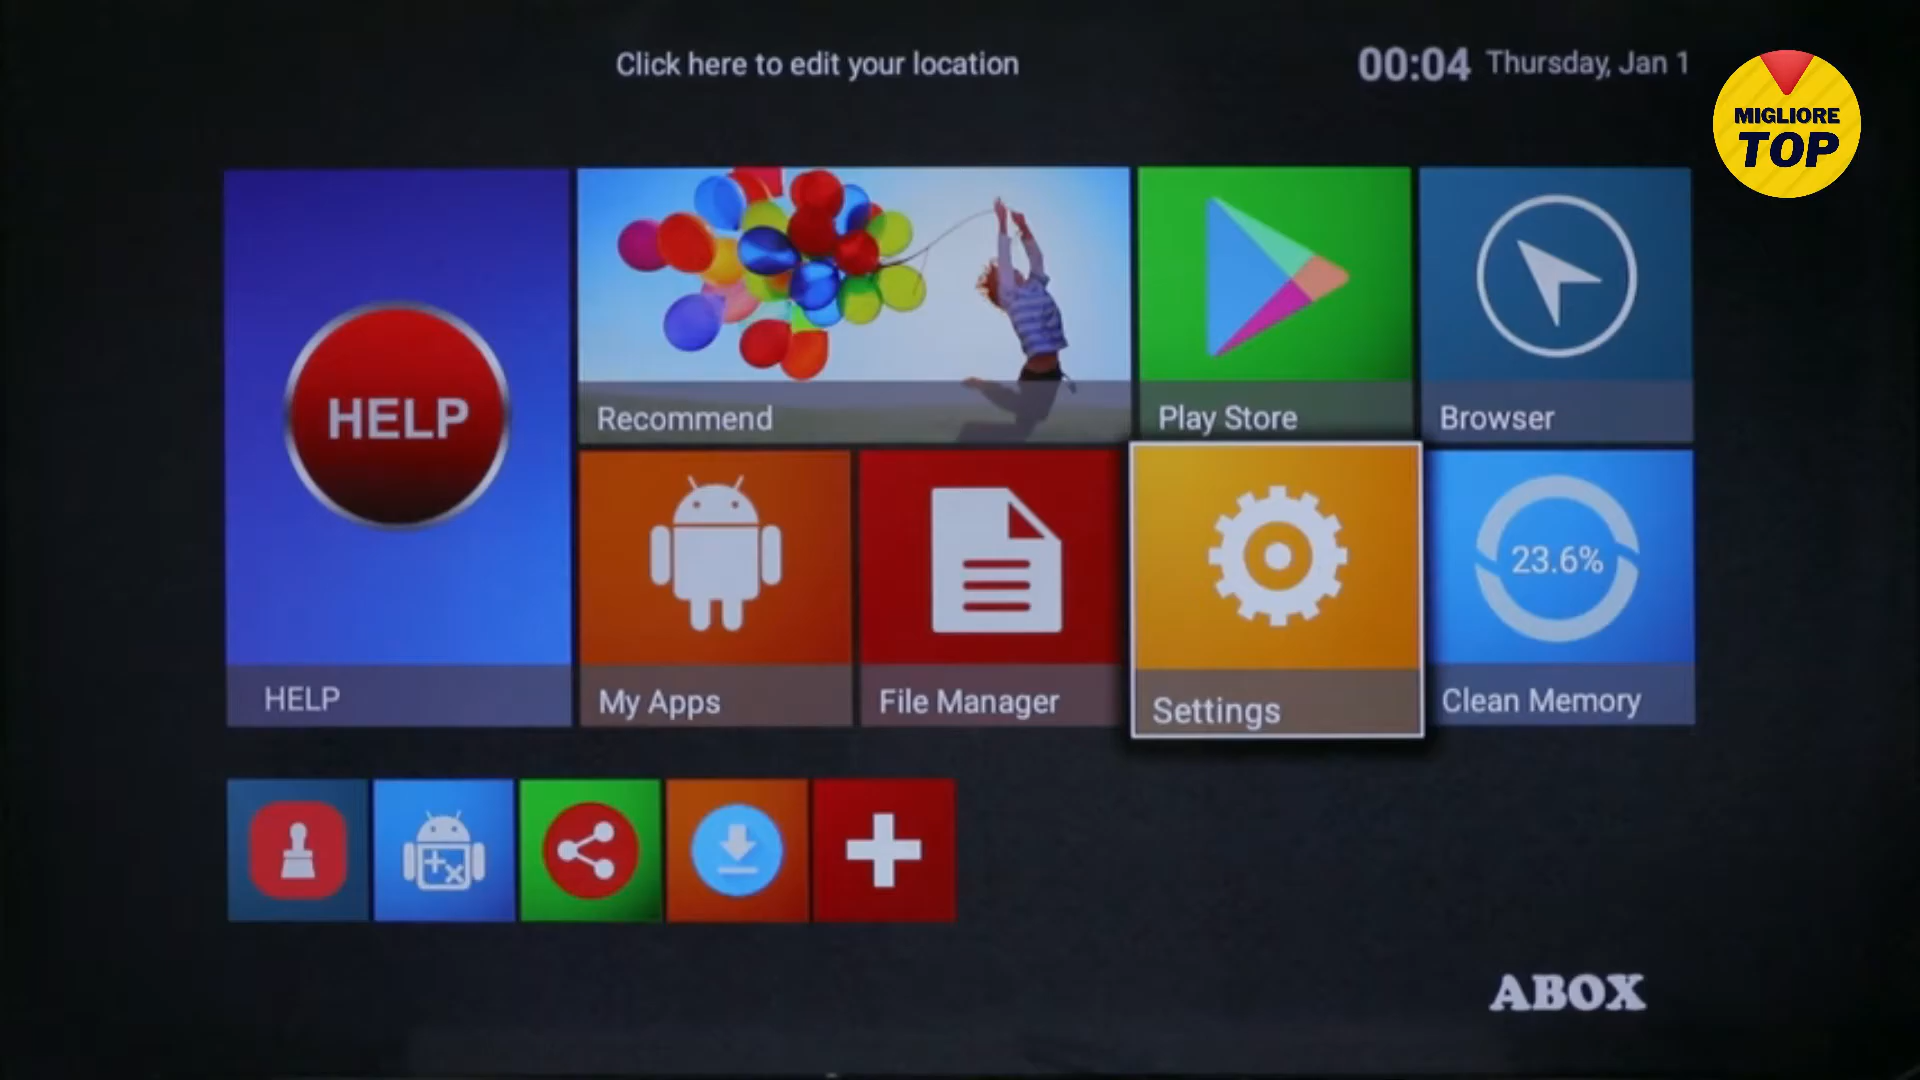 Click here to edit your location
00:04 Thursday, Jan 1
MIGLIORE
TOP
HELP
HELP
Recommend
Play Store
Browser
My Apps
File Manager
Settings
23.6%
Clean Memory
ABOX